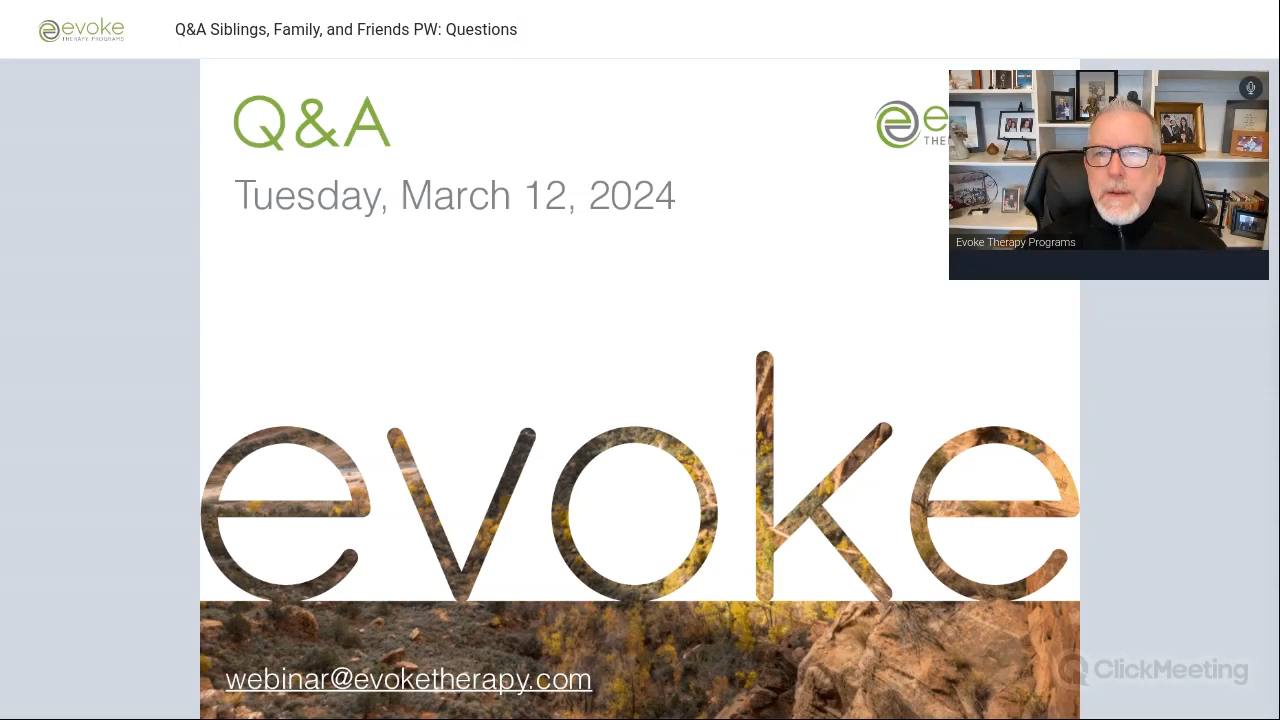 evoke
THERAPY PROGRAMS
Q&A Siblings, Family, and Friends PW: Questions
Q&A
Tuesday, March 12, 2024
e
THE
Evoke Therapy Programs
evoke
webinar@evoketherapy.com
ClickMeeting